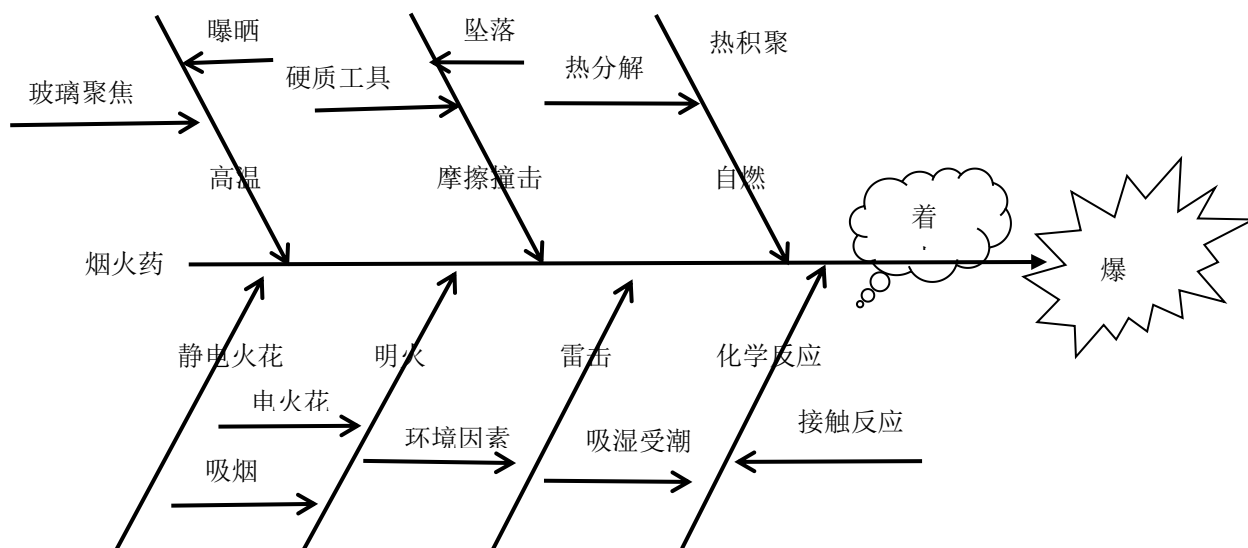 曝晒
坠落
热积聚
热分解
硬质工具
玻璃聚焦
高温
摩擦撞击
自燃
着
烟火药
爆
静电火花
明火
雷击
化学反应
电火花
环境因素
吸湿受潮
接触反应
吸烟